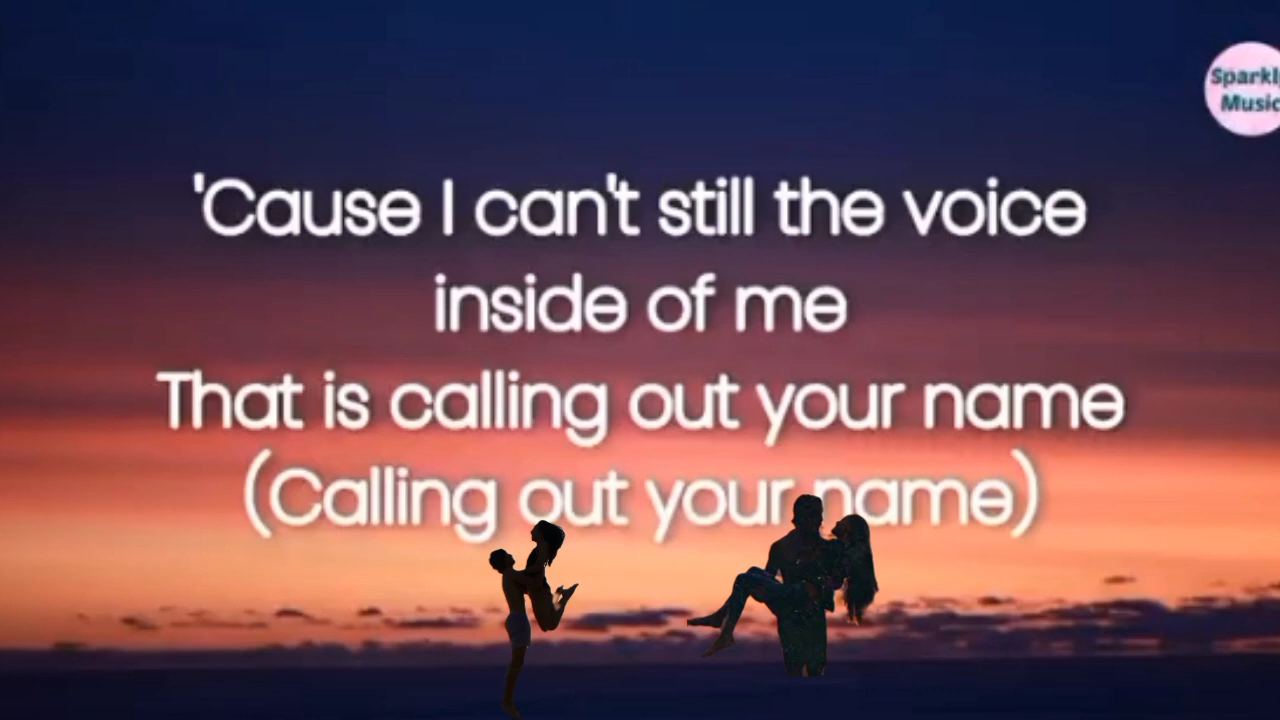 'Cause I can't still the voice
inside of me
That is calling out your name
(Calling out your name)
Sparkly
Music